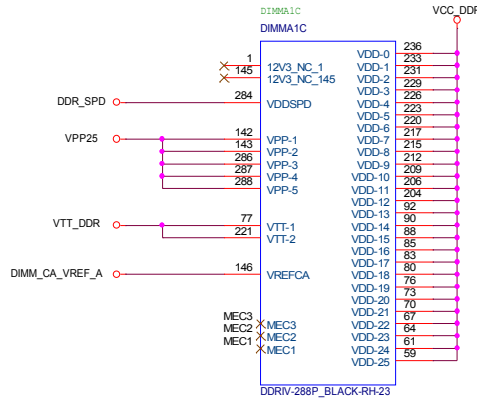 DIMMA1C
VCC_DDR
DIMMA1C
1 12V3_NC_1
145 12V3_NC_145
DDR_SPD 284 VDDSPD
VPP25 142 VPP-1
143 VPP-2
286 VPP-3
287 VPP-4
288 VPP-5
VTT_DDR 77 VTT-1
221 VTT-2
DIMM_CA_VREF_A 146 VREFCA
MEC3 MEC3
MEC2 MEC2
MEC1 MEC1
VDD-0 236
VDD-1 233
VDD-2 231
VDD-3 229
VDD-4 226
VDD-5 223
VDD-6 220
VDD-7 217
VDD-8 215
VDD-9 212
VDD-10 209
VDD-11 206
VDD-12 204
VDD-13 92
VDD-14 90
VDD-15 88
VDD-16 85
VDD-17 83
VDD-18 80
VDD-19 76
VDD-20 73
VDD-21 70
VDD-22 67
VDD-23 64
VDD-24 61
VDD-25 59
DDRIV-288P_BLACK-RH-23